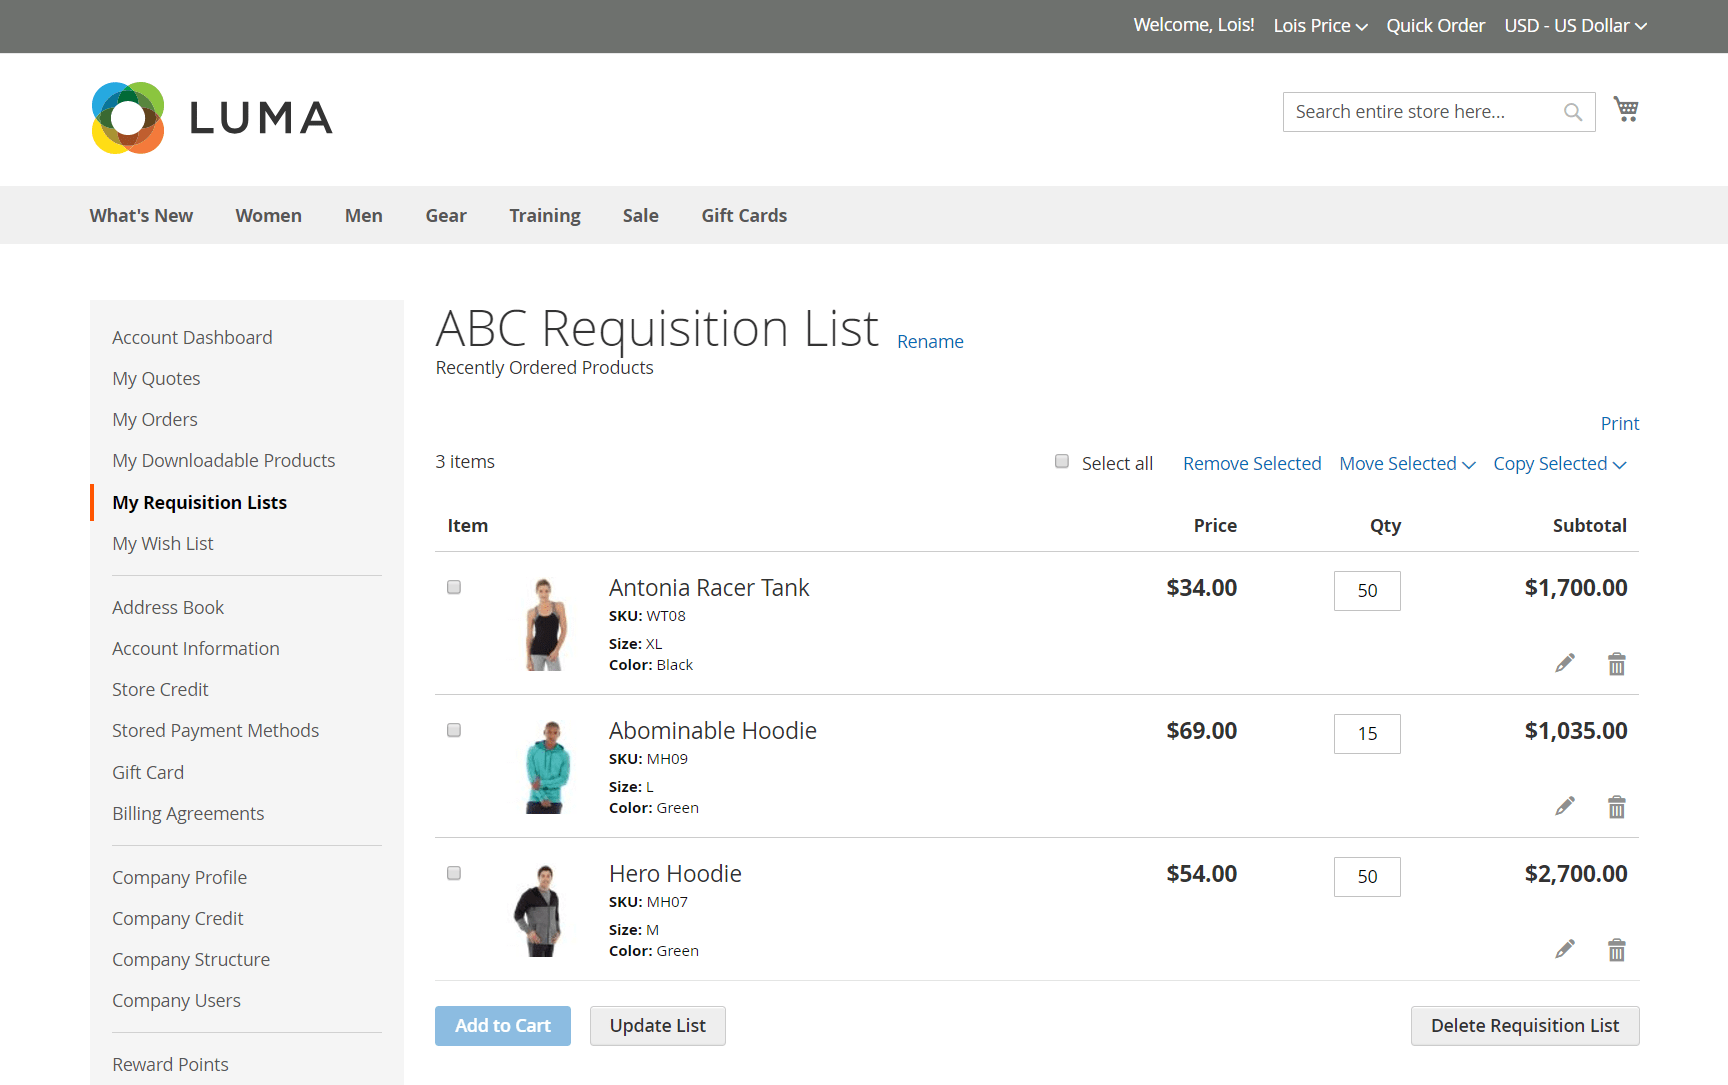 Welcome, Lois! Lois Price Quick Order USD - US Dollar
LUMA
Search entire store here...
What's New Women Men Gear Training Sale Gift Cards
Account Dashboard
My Quotes
My Orders
My Downloadable Products
My Requisition Lists
My Wish List
Address Book
Account Information
Store Credit
Stored Payment Methods
Gift Card
Billing Agreements
Company Profile
Company Credit
Company Structure
Company Users
Reward Points
ABC Requisition List Rename
Recently Ordered Products
Print
3 items Select all Remove Selected Move Selected Copy Selected
Item Price Qty Subtotal
Antonia Racer Tank $34.00 50 $1,700.00
SKU: WT08
Size: XL
Color: Black
Abominable Hoodie $69.00 15 $1,035.00
SKU: MH09
Size: L
Color: Green
Hero Hoodie $54.00 50 $2,700.00
SKU: MH07
Size: M
Color: Green
Add to Cart Update List Delete Requisition List